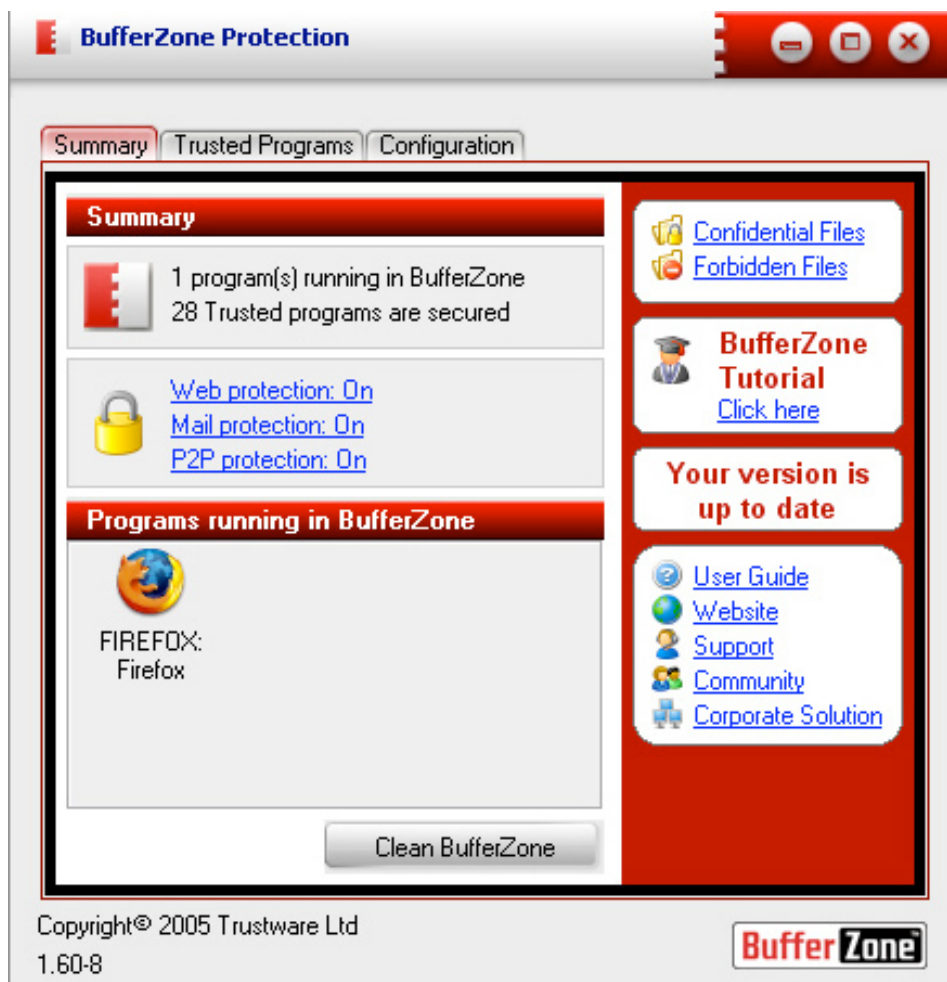 BufferZone Protection
Summary Trusted Programs Configuration
Summary
1 program(s) running in BufferZone
28 Trusted programs are secured
Web protection: On
Mail protection: On
P2P protection: On
Programs running in BufferZone
FIREFOX:
Firefox
Clean BufferZone
Confidential Files
Forbidden Files
BufferZone
Tutorial
Click here
Your version is
up to date
User Guide
Website
Support
Community
Corporate Solution
Copyright© 2005 Trustware Ltd
1.60-8
Buffer Zone™